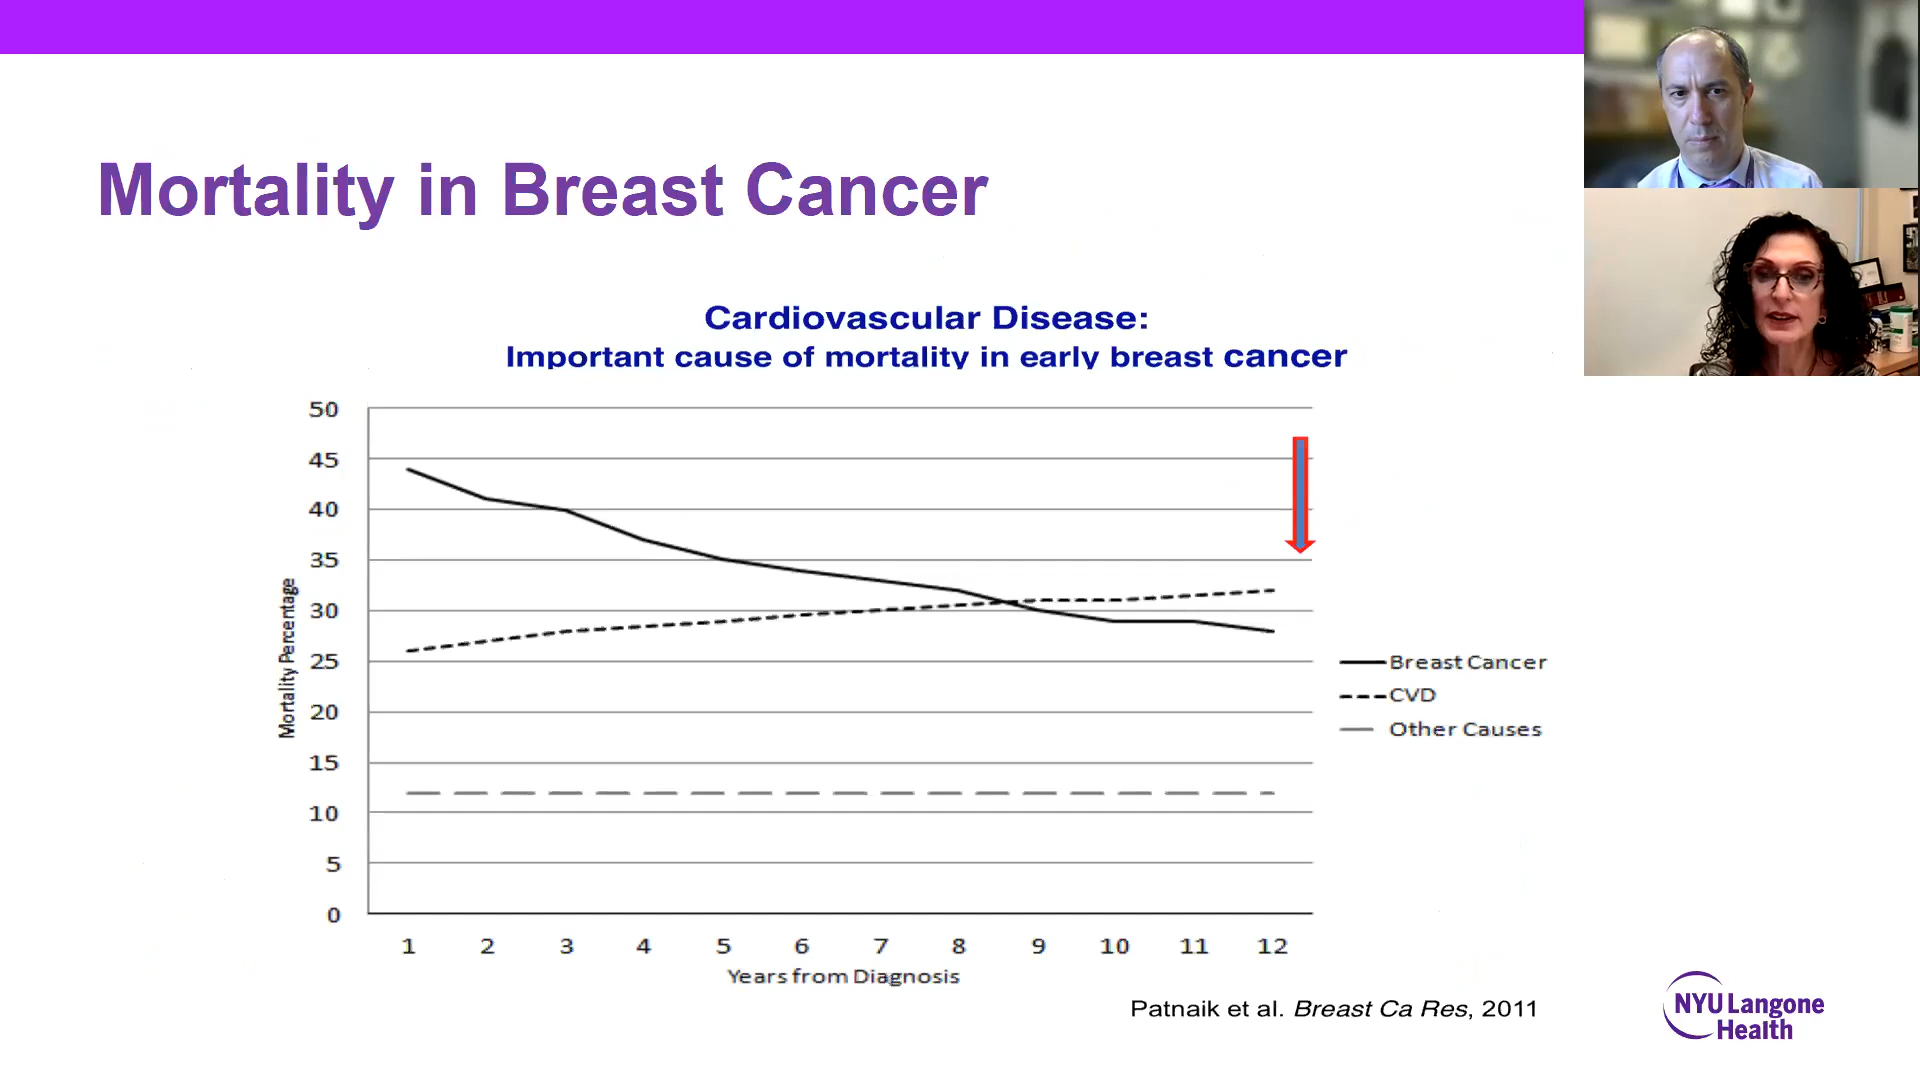 Mortality in Breast Cancer
Cardiovascular Disease:
Important cause of mortality in early breast cancer
50
45
40
35
30
25
20
15
10
5
0
Mortality Percentage
1 2 3 4 5 6 7 8 9 10 11 12
Years from Diagnosis
Breast Cancer
CVD
Other Causes
Patnaik et al. Breast Ca Res, 2011
NYU Langone
Health